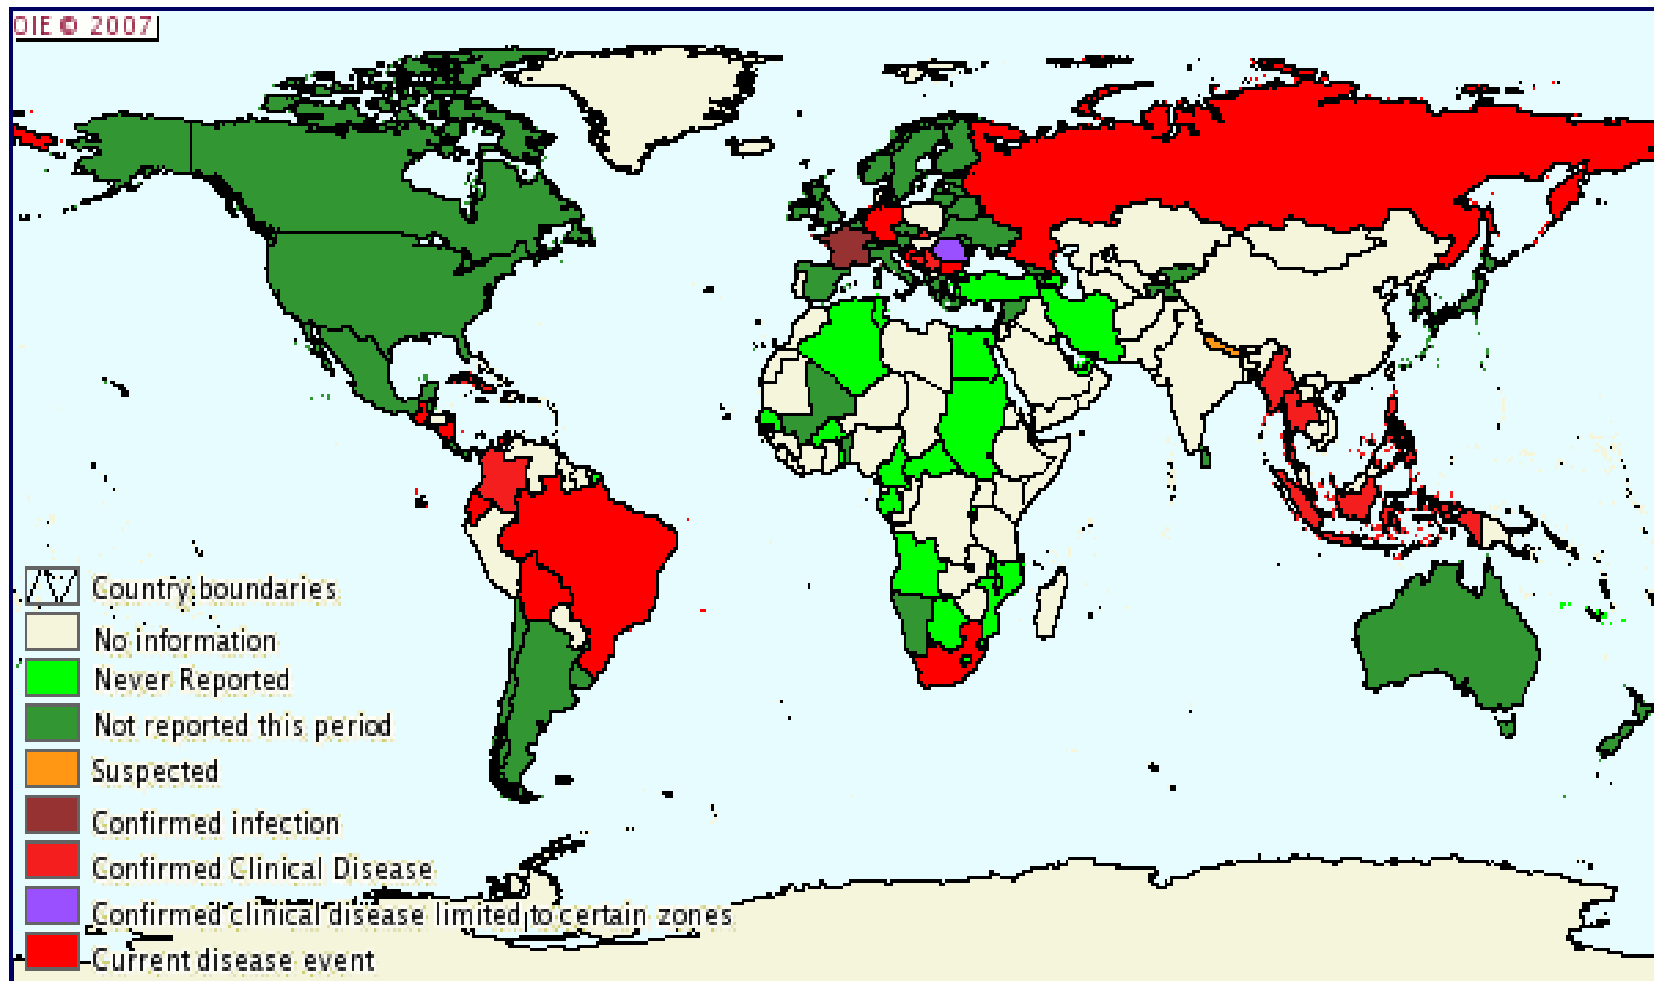 OIE © 2007
Country boundaries
No information
Never Reported
Not reported this period
Suspected
Confirmed infection
Confirmed Clinical Disease
Confirmed clinical disease limited to certain zones
Current disease event